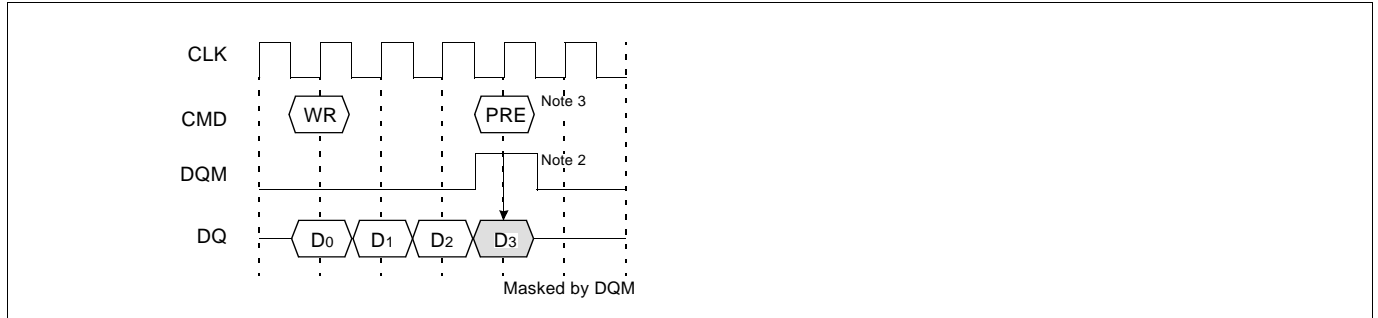 CLK
CMD WR PRE Note 3
DQM Note 2
DQ D0 D1 D2 D3
Masked by DQM